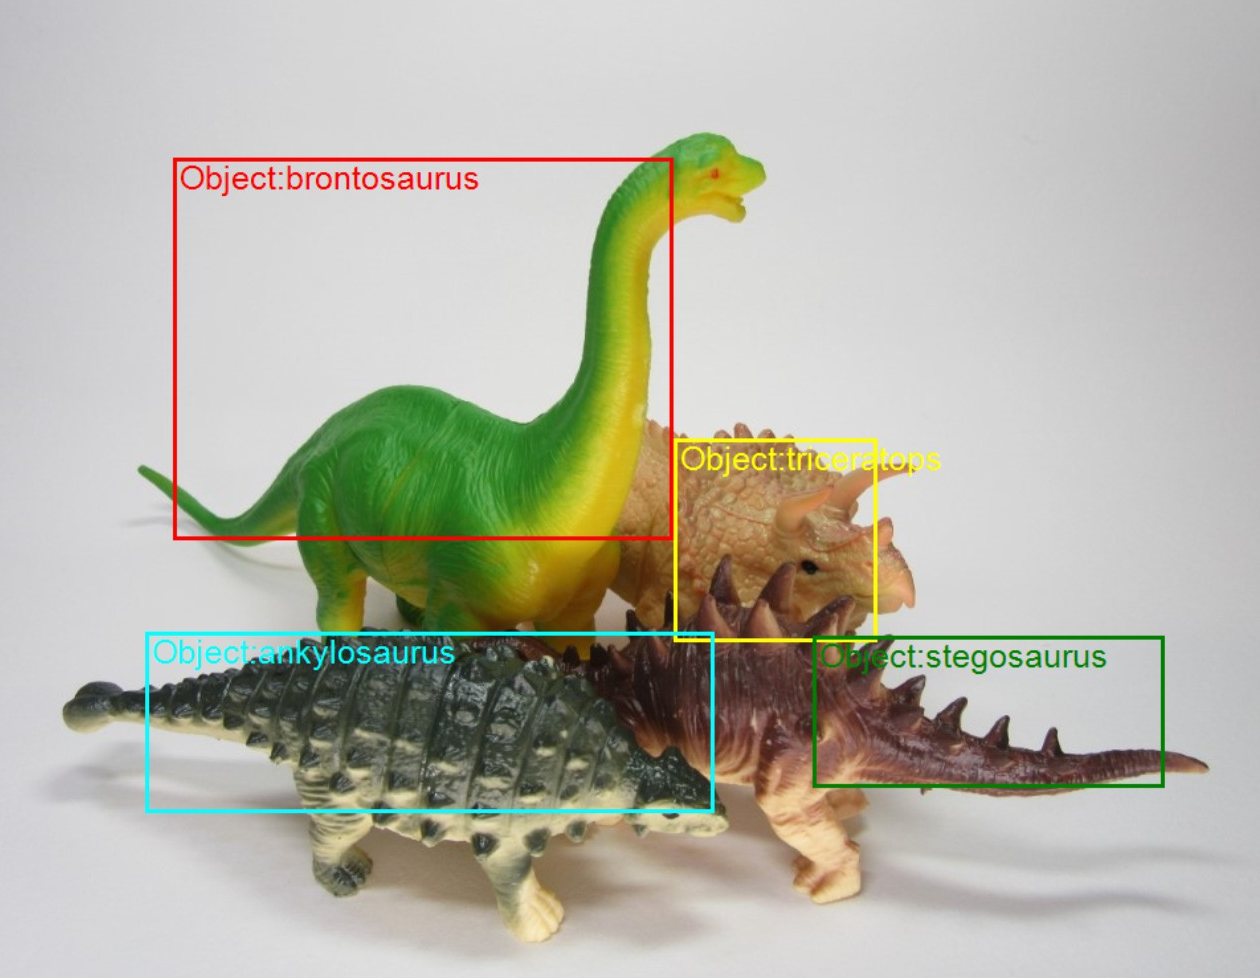 Object:brontosaurus
Object:triceratops
Object:ankylosaurus
Object:stegosaurus